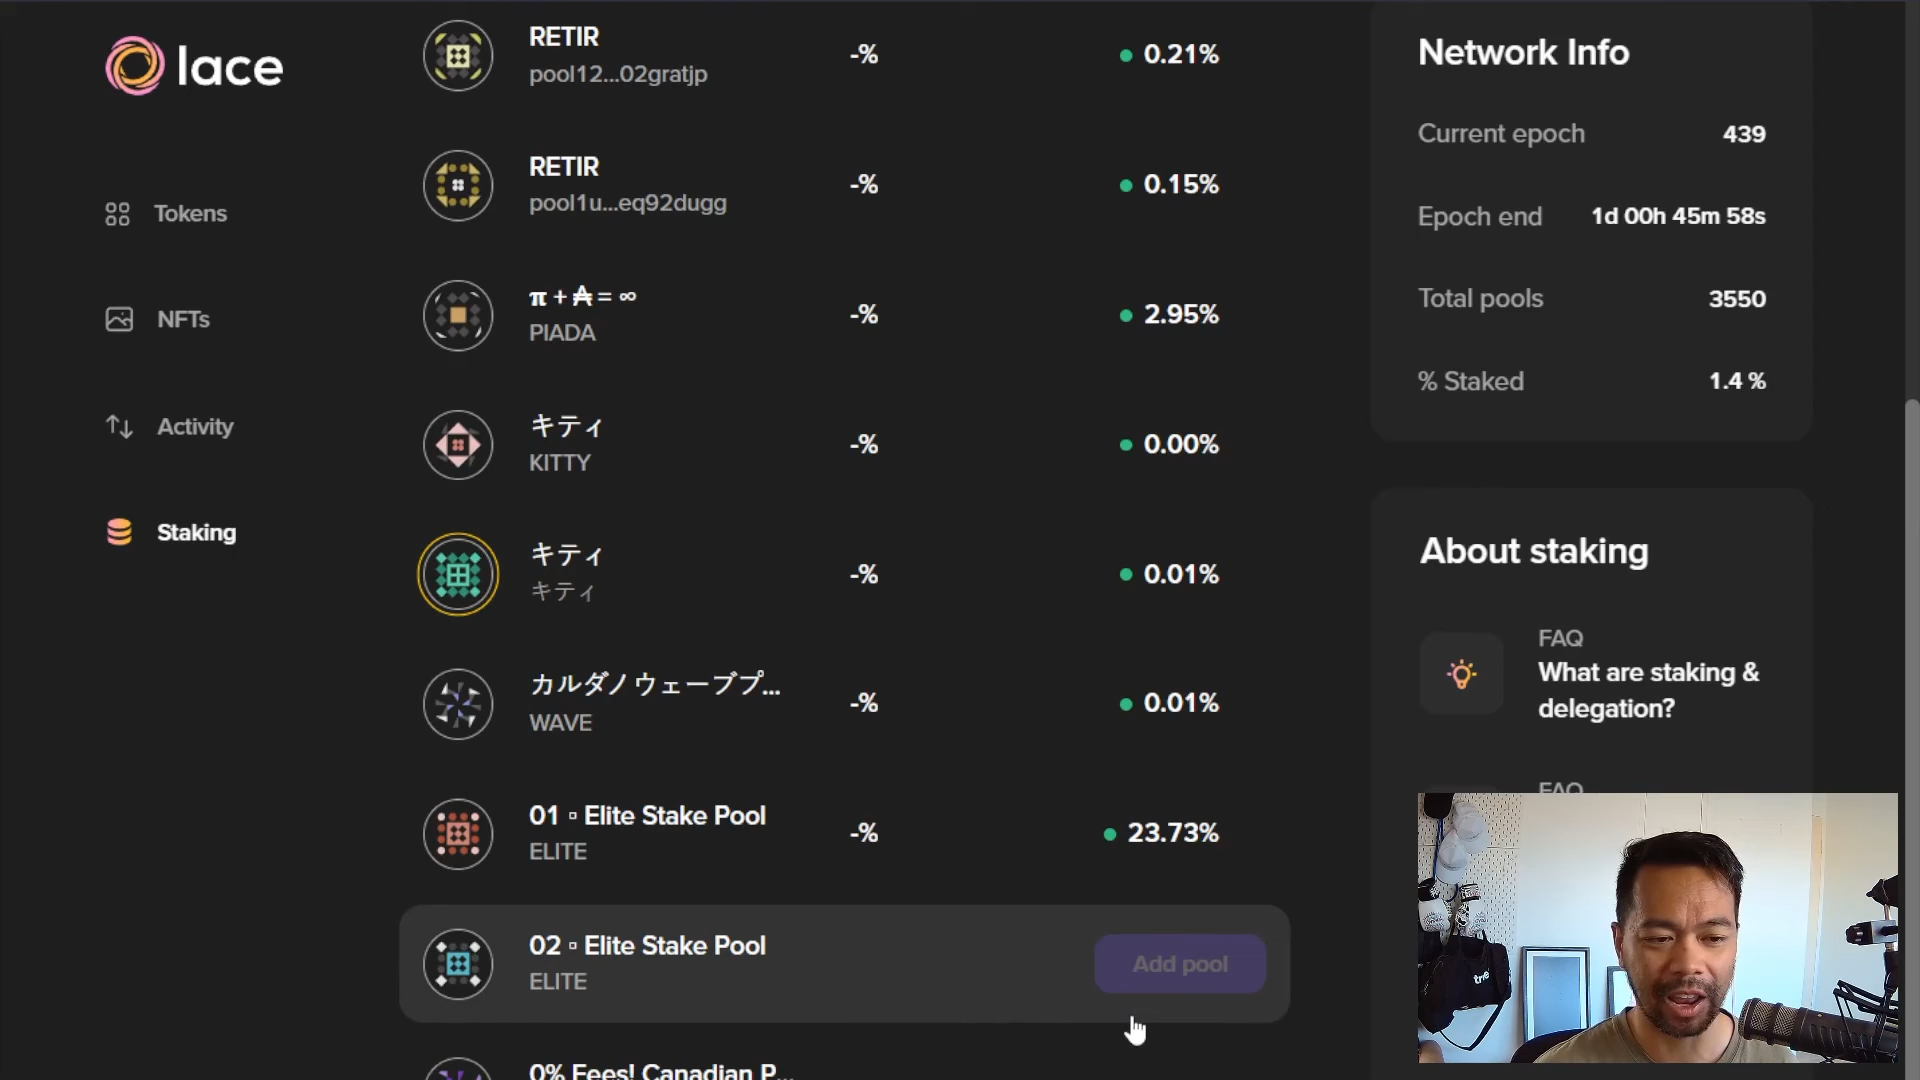 lace
Tokens
NFTs
Activity
Staking
RETIR
pool12...02gratjp
-%
0.21%
RETIR
pool1u...eq92dugg
-%
0.15%
π + ₳ = ∞
PIADA
-%
2.95%
キティ
KITTY
-%
0.00%
キティ
キティ
-%
0.01%
カルダノウェーブプ...
WAVE
-%
0.01%
01 ▫ Elite Stake Pool
ELITE
-%
23.73%
02 ▫ Elite Stake Pool
ELITE
Add pool
0% Fees! Canadian P...
Network Info
Current epoch 439
Epoch end 1d 00h 45m 58s
Total pools 3550
% Staked 1.4 %
About staking
FAQ
What are staking &
delegation?
FAQ